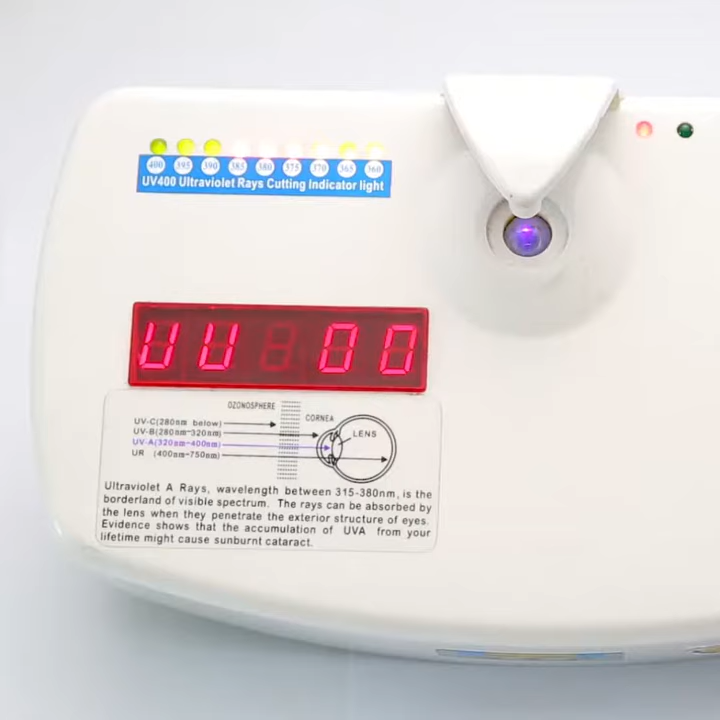 400 395 390 385 380 375 370 365 360
UV400 Ultraviolet Rays Cutting Indicator light
UV 00
OZONOSPHERE
CORNEA
LENS
UV-C(280nm below)
UV-B(280nm-320nm)
UV-A(320nm-400nm)
UR (400nm-750nm)
Ultraviolet A Rays, wavelength between 315-380nm, is the
borderland of visible spectrum. The rays can be absorbed by
the lens when they penetrate the exterior structure of eyes.
Evidence shows that the accumulation of UVA from your
lifetime might cause sunburnt cataract.